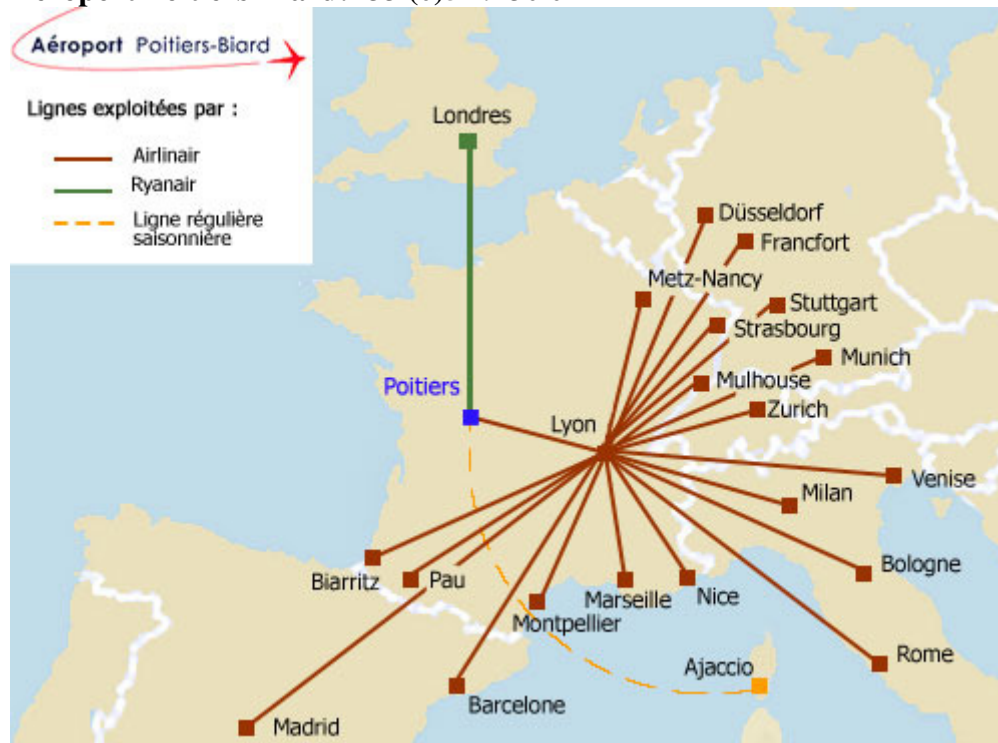 Aéroport Poitiers-Biard
Lignes exploitées par :
Airlinair
Ryanair
Ligne régulière
saisonnière
Londres
Düsseldorf
Francfort
Metz-Nancy
Stuttgart
Strasbourg
Munich
Poitiers
Mulhouse
Zurich
Lyon
Venise
Milan
Bologne
Biarritz
Pau
Marseille
Nice
Montpellier
Rome
Ajaccio
Barcelone
Madrid